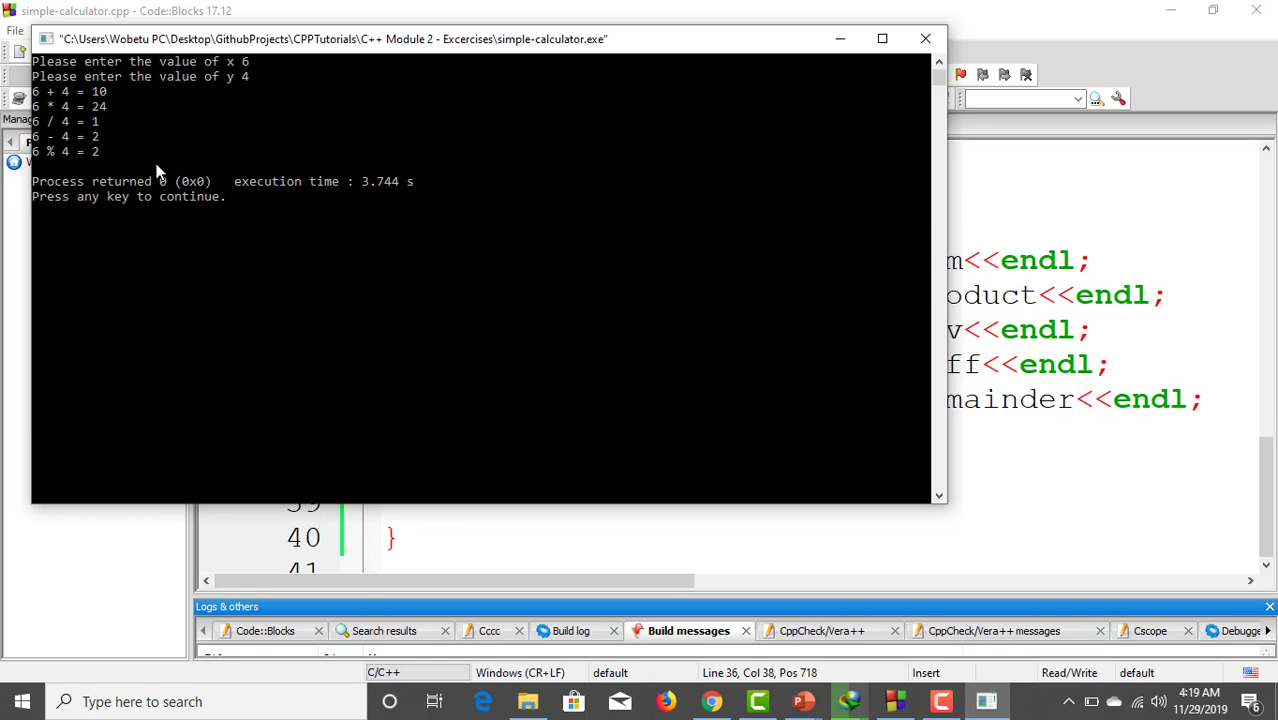 simple-calculator.cpp - Code::Blocks 17.12
File
"C:\Users\Wobetu PC\Desktop\GithubProjects\CPPTutorials\C++ Module 2 - Excercises\simple-calculator.exe"
Please enter the value of x 6
Please enter the value of y 4
6 + 4 = 10
6 * 4 = 24
6 / 4 = 1
6 - 4 = 2
6 % 4 = 2
Process returned 0 (0x0)   execution time : 3.744 s
Press any key to continue.
Manag
m<<endl;
oduct<<endl;
v<<endl;
ff<<endl;
mainder<<endl;
39
40 }
41
Logs & others
Code::Blocks Search results Cccc Build log Build messages CppCheck/Vera++ CppCheck/Vera++ messages Cscope Debugge
C/C++ Windows (CR+LF) default Line 36, Col 38, Pos 718 Insert Read/Write default
Type here to search
4:19 AM
11/29/2019
6